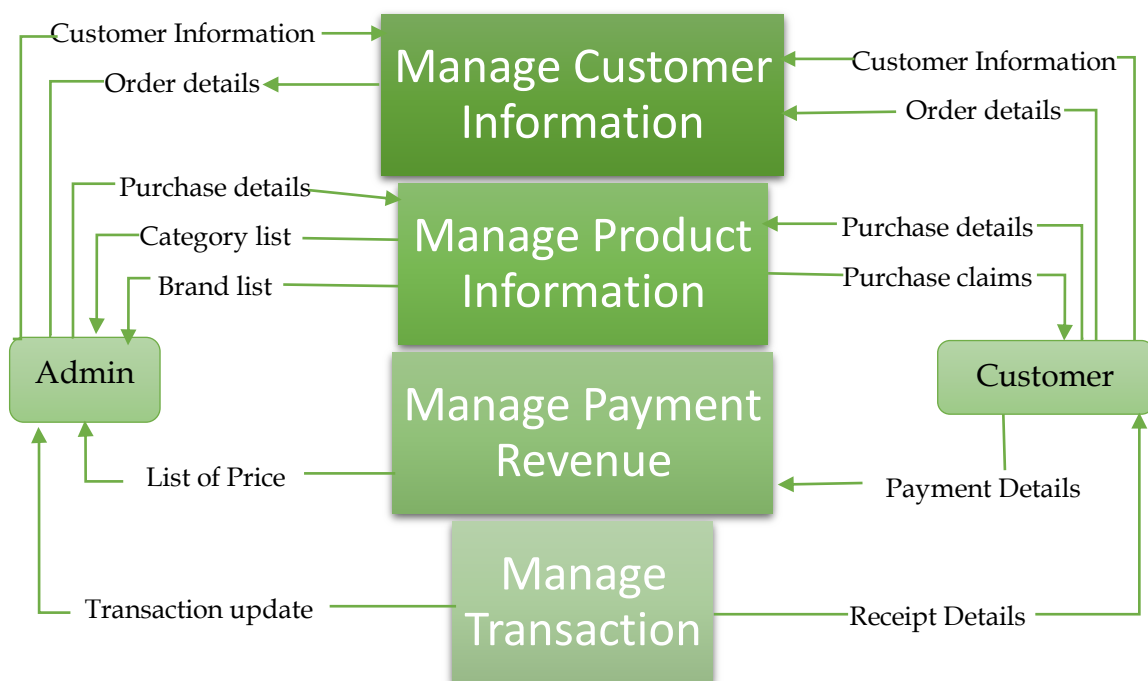 Customer Information
Manage Customer
Information
Customer Information
Order details
Order details
Purchase details
Manage Product
Information
Purchase details
Category list
Purchase claims
Brand list
Admin
Customer
Manage Payment
Revenue
List of Price
Payment Details
Manage
Transaction
Transaction update
Receipt Details